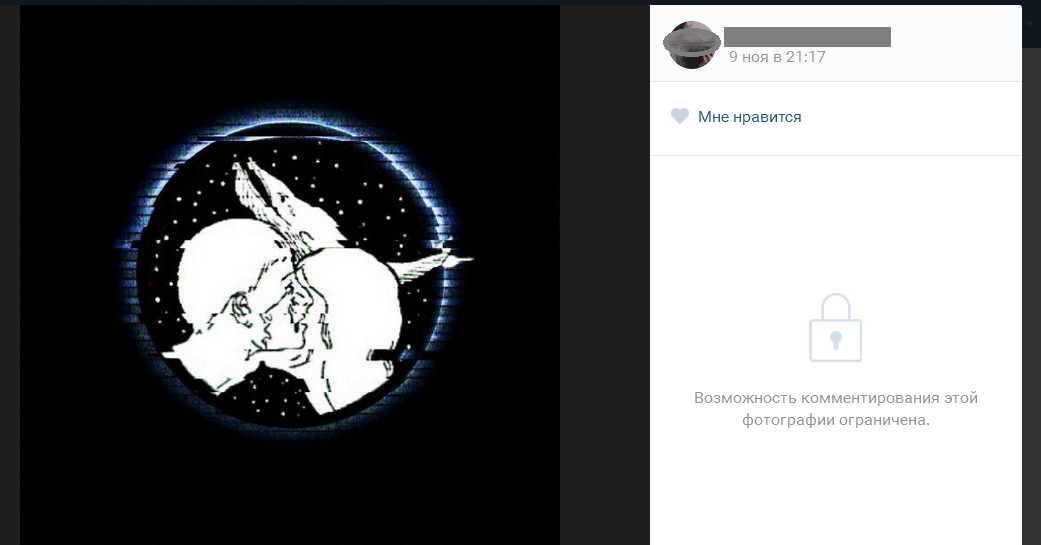 9 ноя в 21:17
Мне нравится
Возможность комментирования этой
фотографии ограничена.